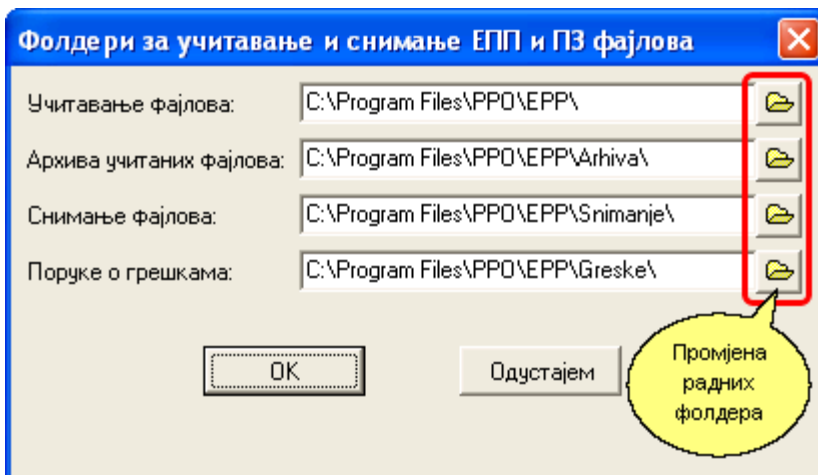 Фолдери за учитавање и снимање ЕПП и ПЗ фајлова
Учитавање фајлова: C:\Program Files\PPO\EPP\
Архива учитаних фајлова: C:\Program Files\PPO\EPP\Arhiva\
Снимање фајлова: C:\Program Files\PPO\EPP\Snimanje\
Поруке о грешкама: C:\Program Files\PPO\EPP\Greske\
OK Одустајем
Промјена
радних
фолдера